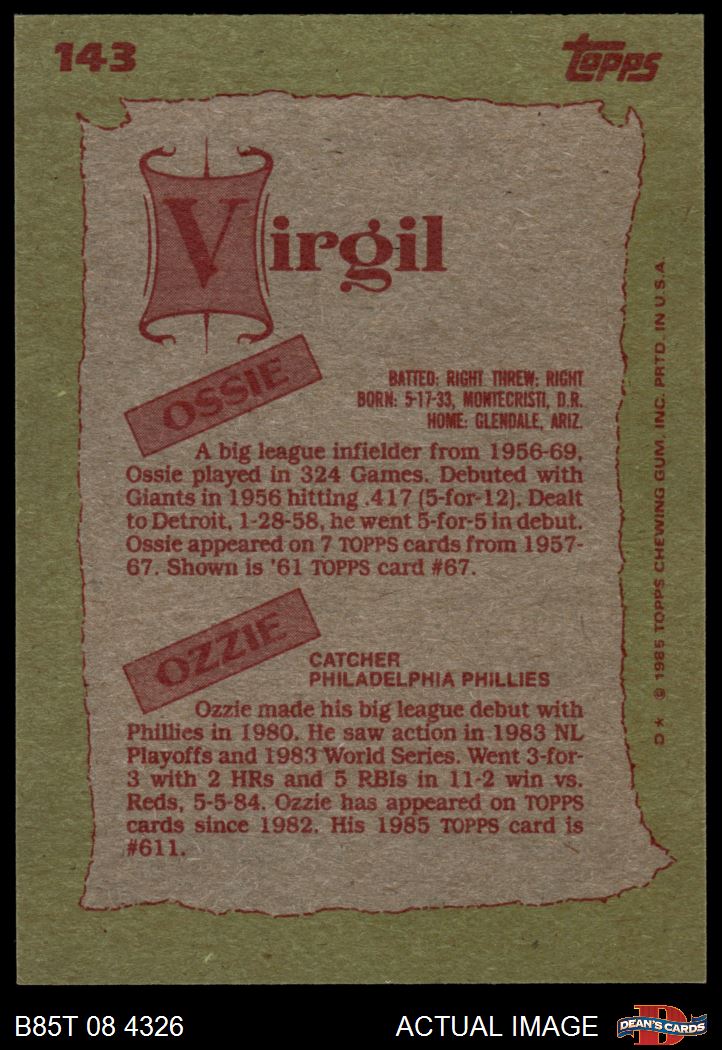 143
TOPPS
Virgil
OSSIE
BATTED: RIGHT THREW: RIGHT
BORN: 5-17-33, MONTECRISTI, D.R.
HOME: GLENDALE, ARIZ.
A big league infielder from 1956-69,
Ossie played in 324 Games. Debuted with
Giants in 1956 hitting .417 (5-for-12). Dealt
to Detroit, 1-28-58, he went 5-for-5 in debut.
Ossie appeared on 7 TOPPS cards from 1957-
67. Shown is '61 TOPPS card #67.
OZZIE
CATCHER
PHILADELPHIA PHILLIES
Ozzie made his big league debut with
Phillies in 1980. He saw action in 1983 NL
Playoffs and 1983 World Series. Went 3-for-
3 with 2 HRs and 5 RBIs in 11-2 win vs.
Reds, 5-5-84. Ozzie has appeared on TOPPS
cards since 1982. His 1985 TOPPS card is
#611.
D★ © 1985 TOPPS CHEWING GUM, INC. PRTD. IN U.S.A.
B85T 08 4326
ACTUAL IMAGE
D
DEAN'S CARDS